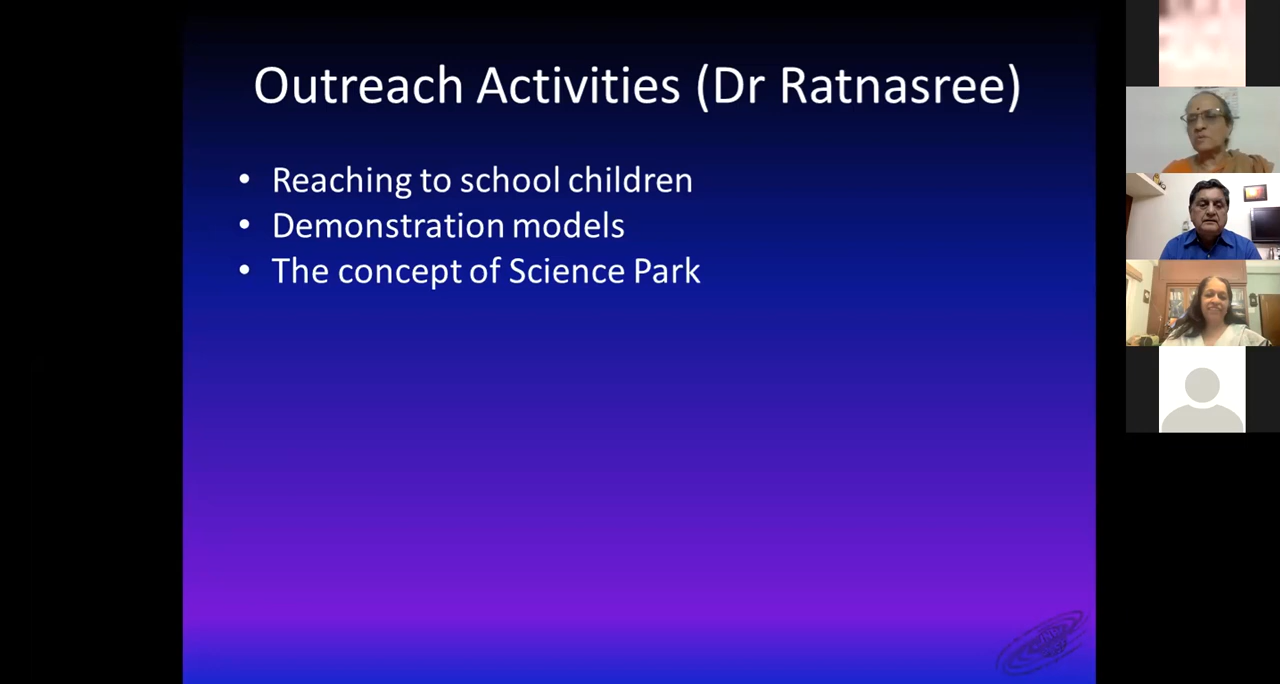 Outreach Activities (Dr Ratnasree)
• Reaching to school children
• Demonstration models
• The concept of Science Park